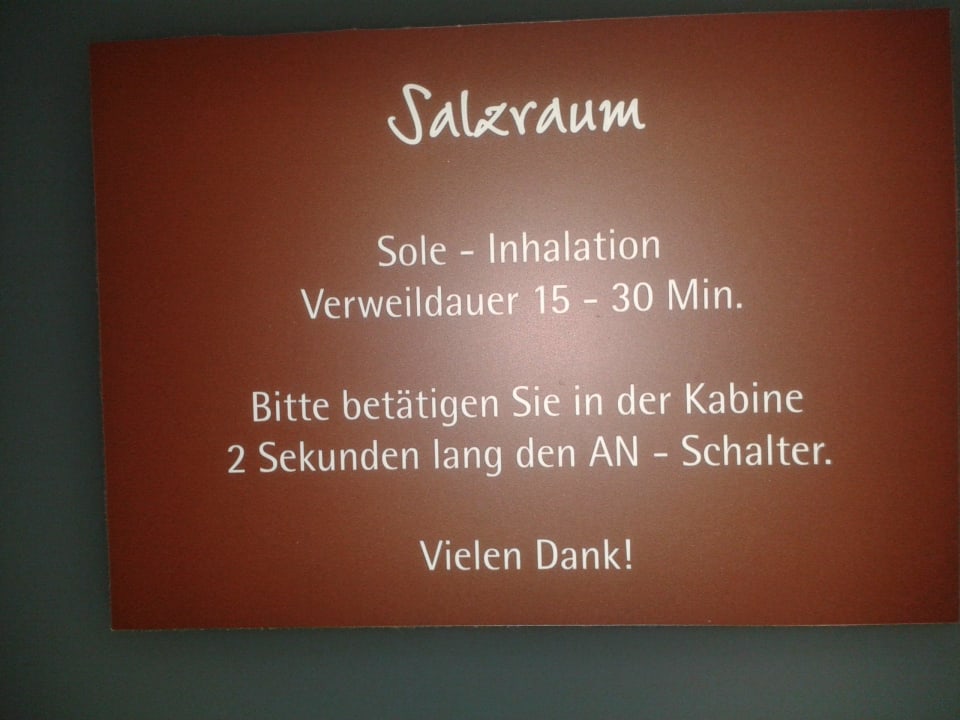 Salzraum
Sole - Inhalation
Verweildauer 15 - 30 Min.
Bitte betätigen Sie in der Kabine
2 Sekunden lang den AN - Schalter.
Vielen Dank!